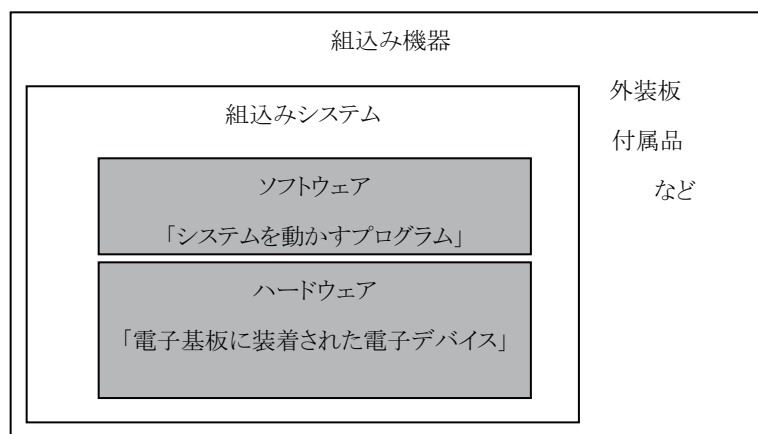 組込み機器
外装板
付属品
など
組込みシステム
ソフトウェア
「システムを動かすプログラム」
ハードウェア
「電子基板に装着された電子デバイス」